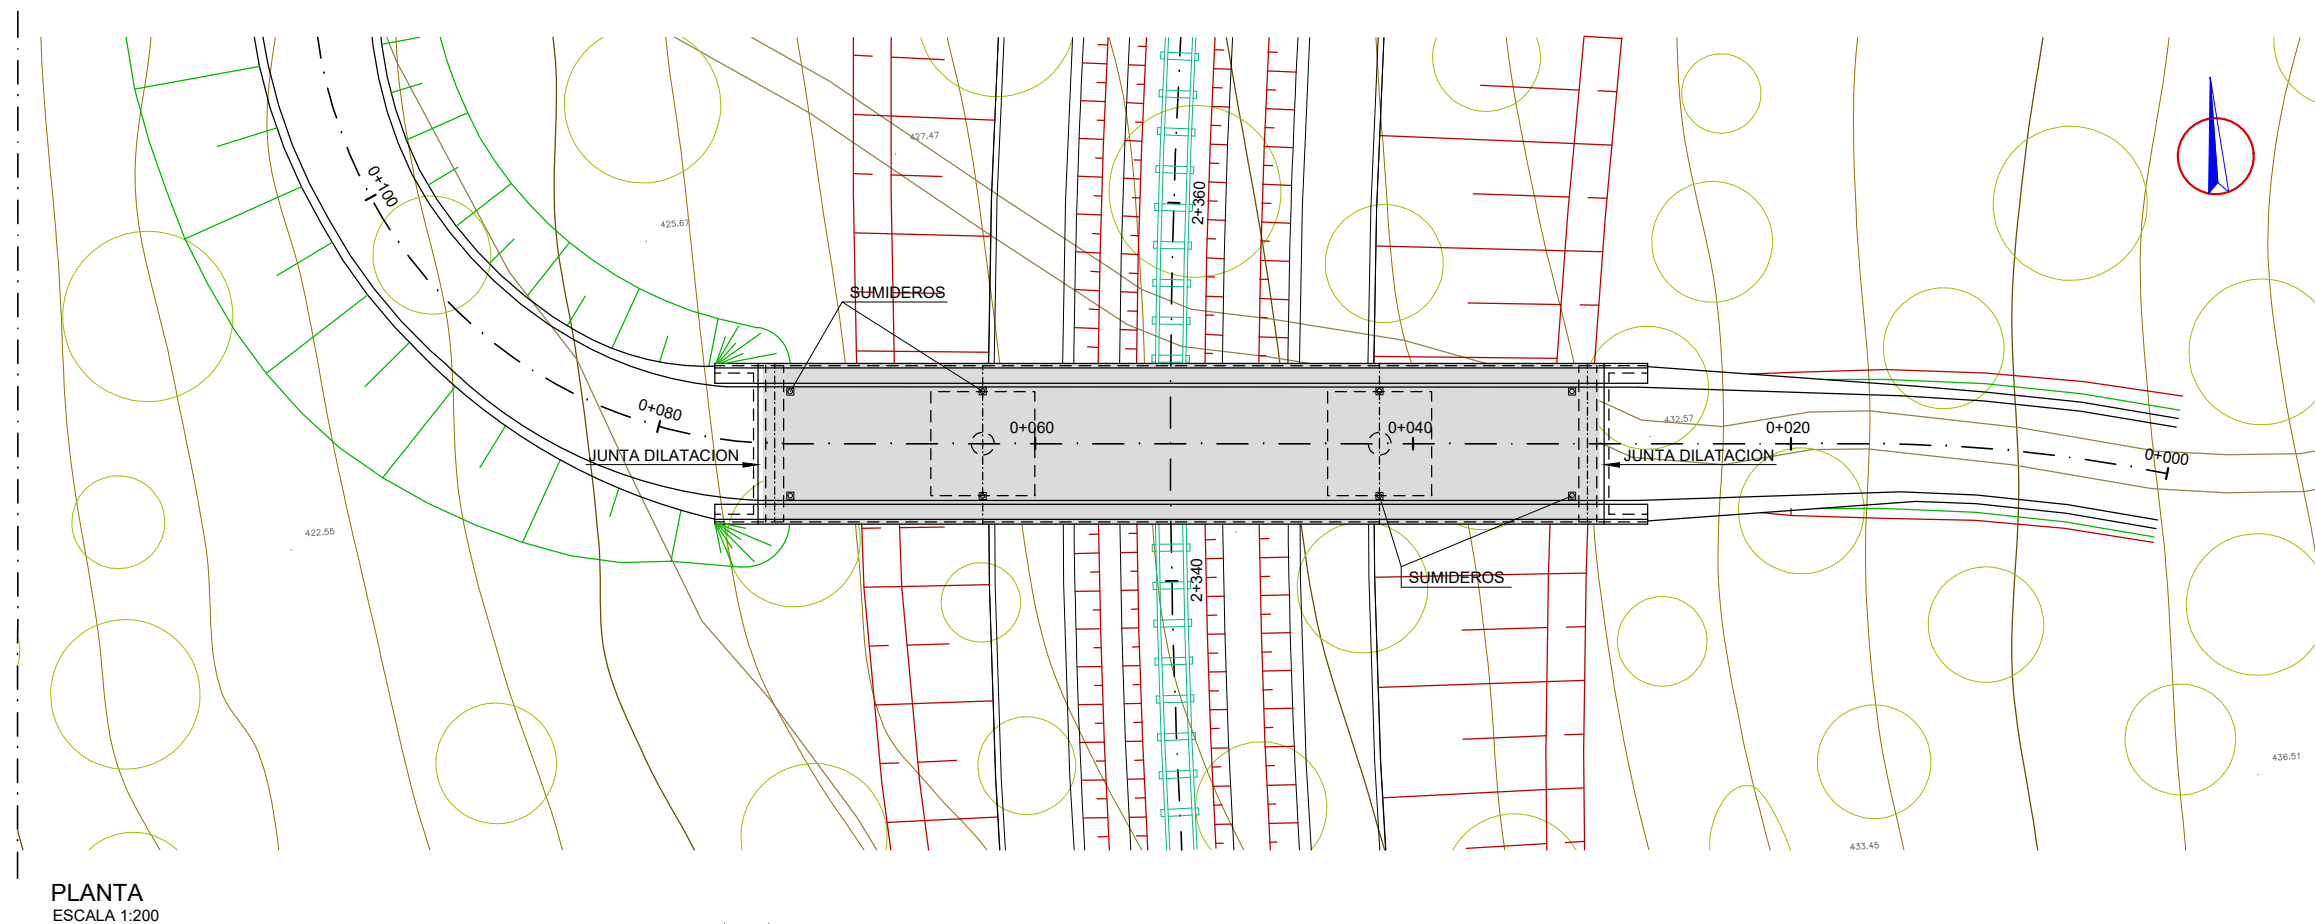 427.47
0+100
2+360
425.67
SUMIDEROS
0+080
0+060
0+040
432.57
0+020
JUNTA DILATACION
JUNTA DILATACION
0+000
422.55
2+340
SUMIDEROS
436.51
433.45
PLANTA
ESCALA 1:200